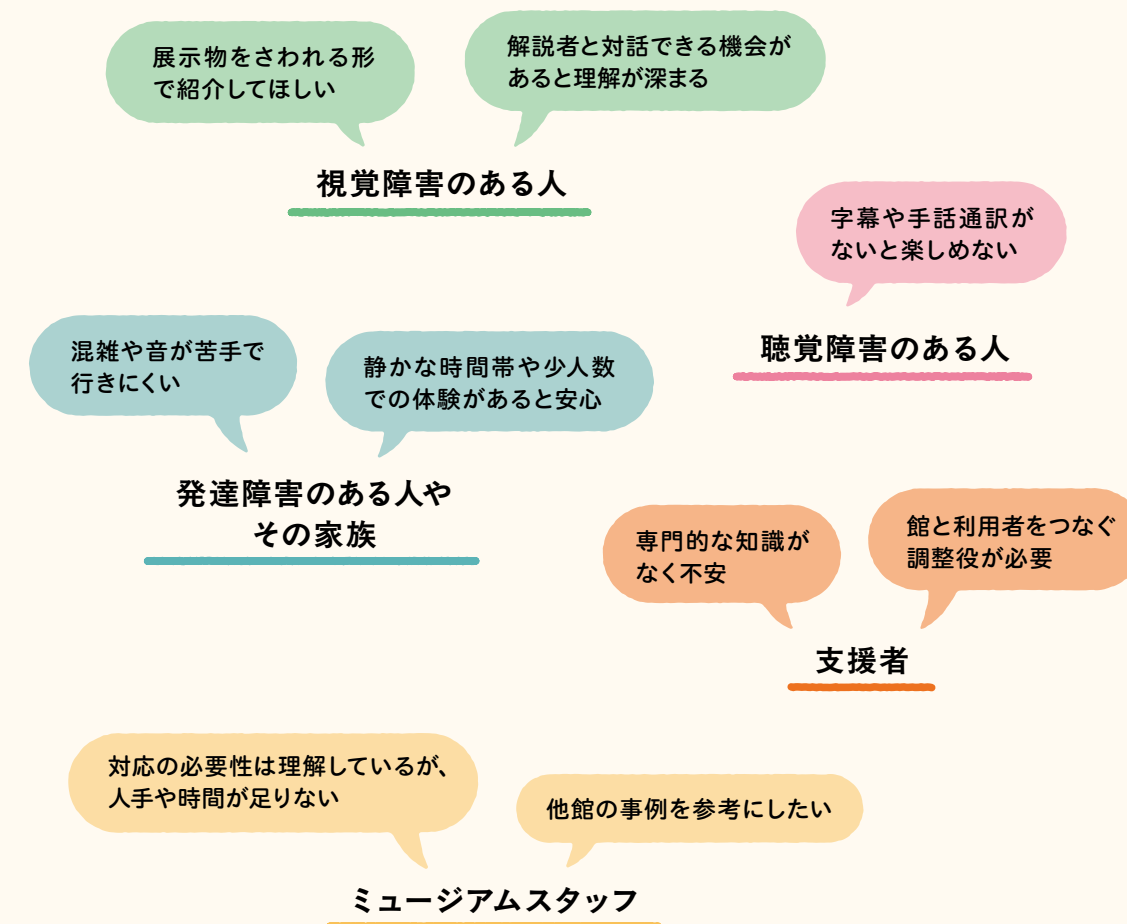 展示物をさわれる形
で紹介してほしい
解説者と対話できる機会が
あると理解が深まる
視覚障害のある人
字幕や手話通訳が
ないと楽しめない
聴覚障害のある人
混雑や音が苦手で
行きにくい
静かな時間帯や少人数
での体験があると安心
発達障害のある人や
その家族
専門的な知識が
なく不安
館と利用者をつなぐ
調整役が必要
支援者
対応の必要性は理解しているが、
人手や時間が足りない
他館の事例を参考にしたい
ミュージアムスタッフ